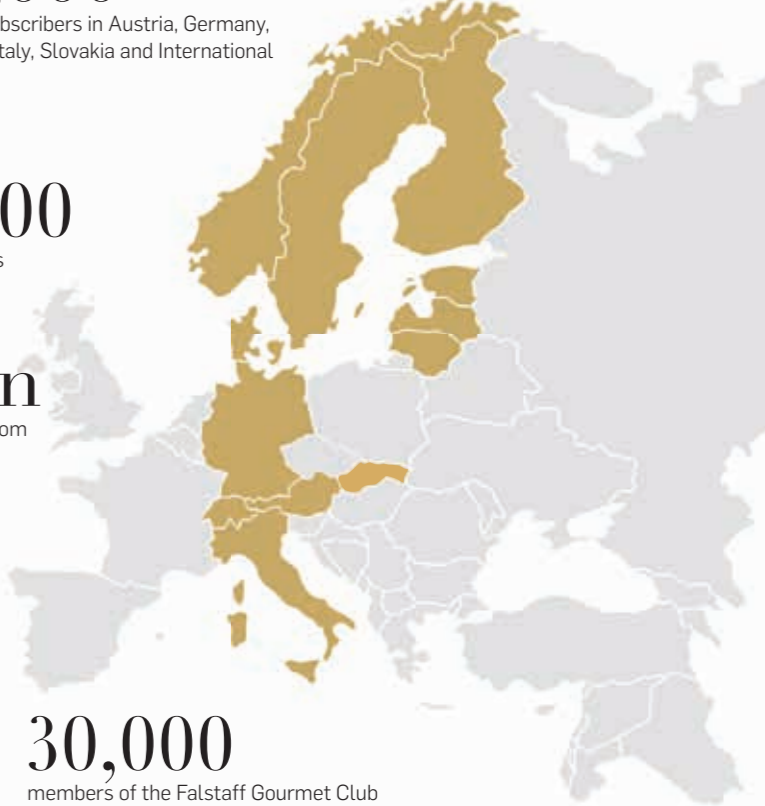 bscribers in Austria, Germany,
taly, Slovakia and International
00
s
n
om
30,000
members of the Falstaff Gourmet Club